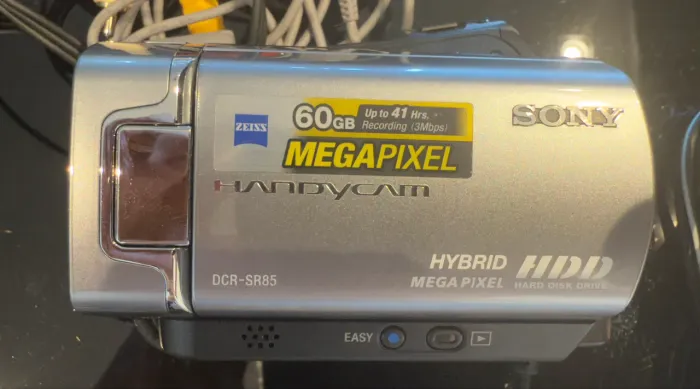 ZEISS
60GB Up to 41 Hrs.
Recording (3Mbps)
MEGAPIXEL
SONY
HANDYCAM
HYBRID HDD
MEGA PIXEL HARD DISK DRIVE
DCR-SR85
EASY